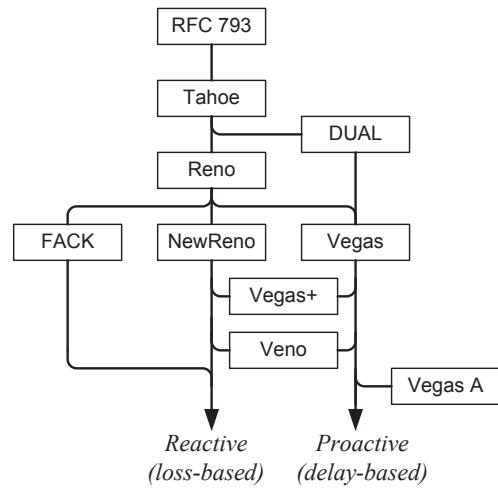 RFC 793
Tahoe
DUAL
Reno
FACK
NewReno
Vegas
Vegas+
Veno
Vegas A
Reactive
(loss-based)
Proactive
(delay-based)